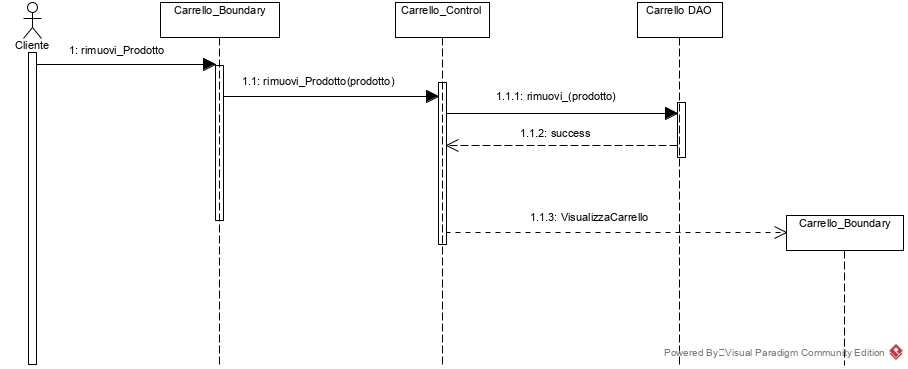 Carrello_Boundary
Carrello_Control
Carrello DAO
Cliente
1: rimuovi_Prodotto
1.1: rimuovi_Prodotto(prodotto)
1.1.1: rimuovi_(prodotto)
1.1.2: success
1.1.3: VisualizzaCarrello
Carrello_Boundary
Powered By Visual Paradigm Community Edition